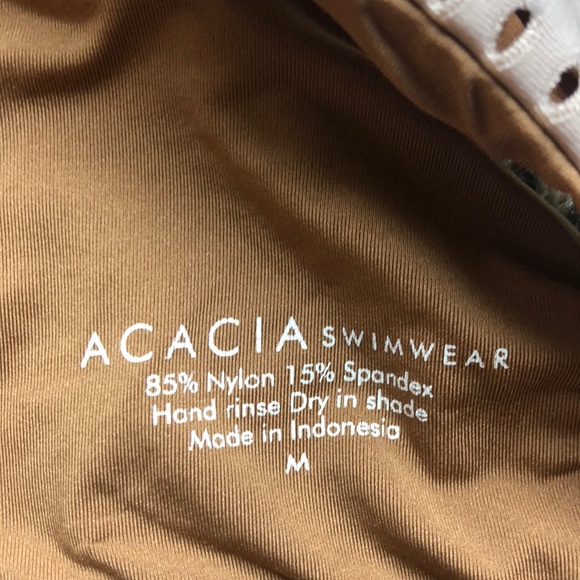 ACACIA SWIMWEAR
85% Nylon 15% Spandex
Hand rinse Dry in shade
Made in Indonesia
M